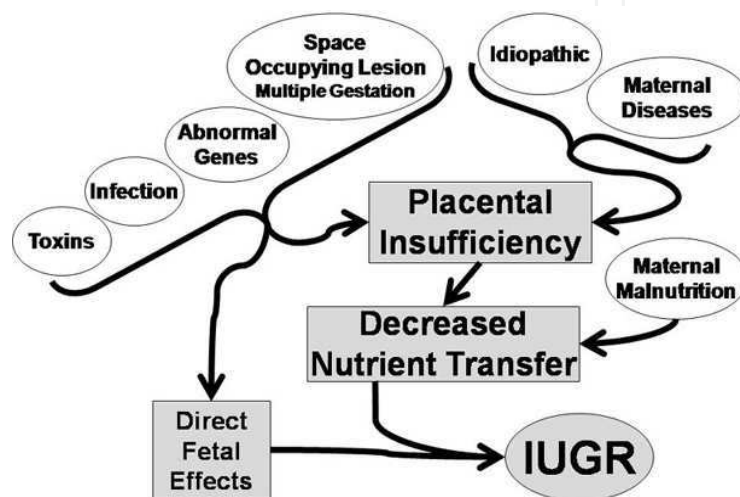 Space
Occupying Lesion
Multiple Gestation
Idiopathic
Maternal
Diseases
Abnormal
Genes
Infection
Toxins
Placental
Insufficiency
Maternal
Malnutrition
Decreased
Nutrient Transfer
Direct
Fetal
Effects
IUGR